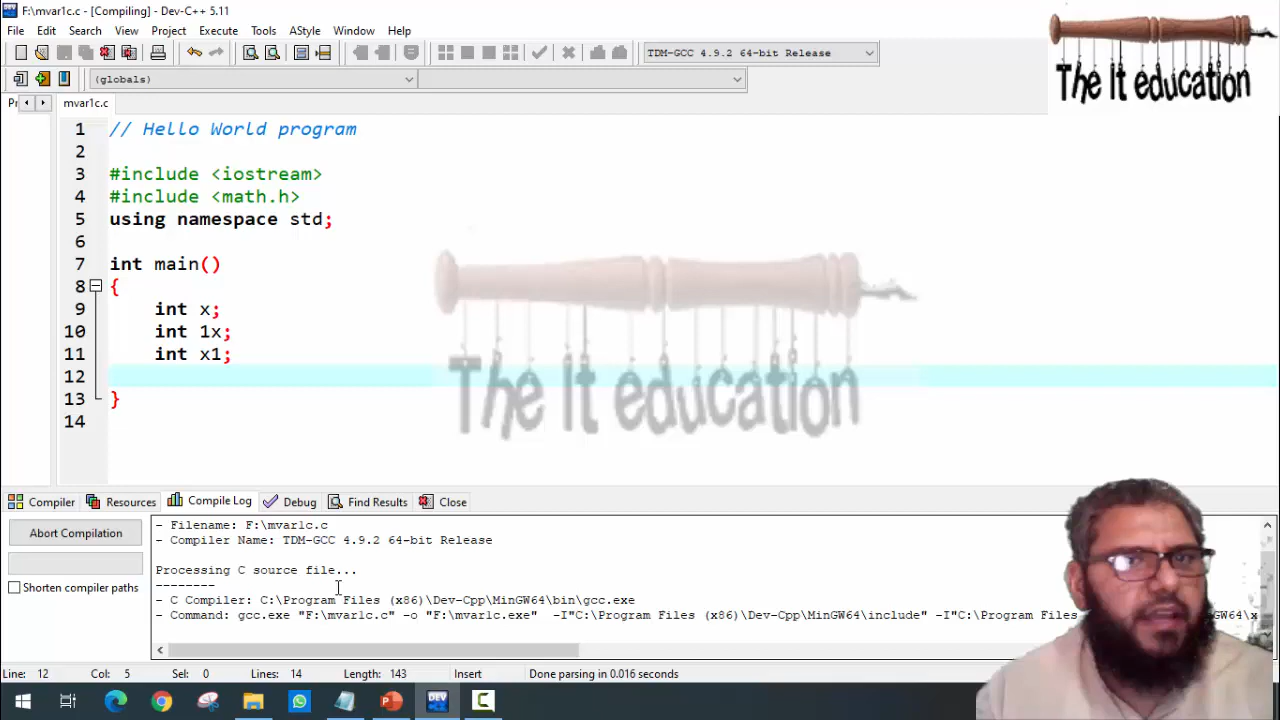 F:\mvar1c.c - [Compiling] - Dev-C++ 5.11
File Edit Search View Project Execute Tools AStyle Window Help
TDM-GCC 4.9.2 64-bit Release
(globals)
The It education
Pr mvar1c.c
1 // Hello World program
2
3 #include <iostream>
4 #include <math.h>
5 using namespace std;
6
7 int main()
8 {
9 int x;
10 int 1x;
11 int x1;
12
13 }
14
The It education
Compiler Resources Compile Log Debug Find Results Close
Abort Compilation
Shorten compiler paths
- Filename: F:\mvar1c.c
- Compiler Name: TDM-GCC 4.9.2 64-bit Release
Processing C source file...
--------
- C Compiler: C:\Program Files (x86)\Dev-Cpp\MinGW64\bin\gcc.exe
- Command: gcc.exe "F:\mvar1c.c" -o "F:\mvar1c.exe" -I"C:\Program Files (x86)\Dev-Cpp\MinGW64\include" -I"C:\Program Files GW64\x
Line: 12 Col: 5 Sel: 0 Lines: 14 Length: 143 Insert Done parsing in 0.016 seconds
DEV